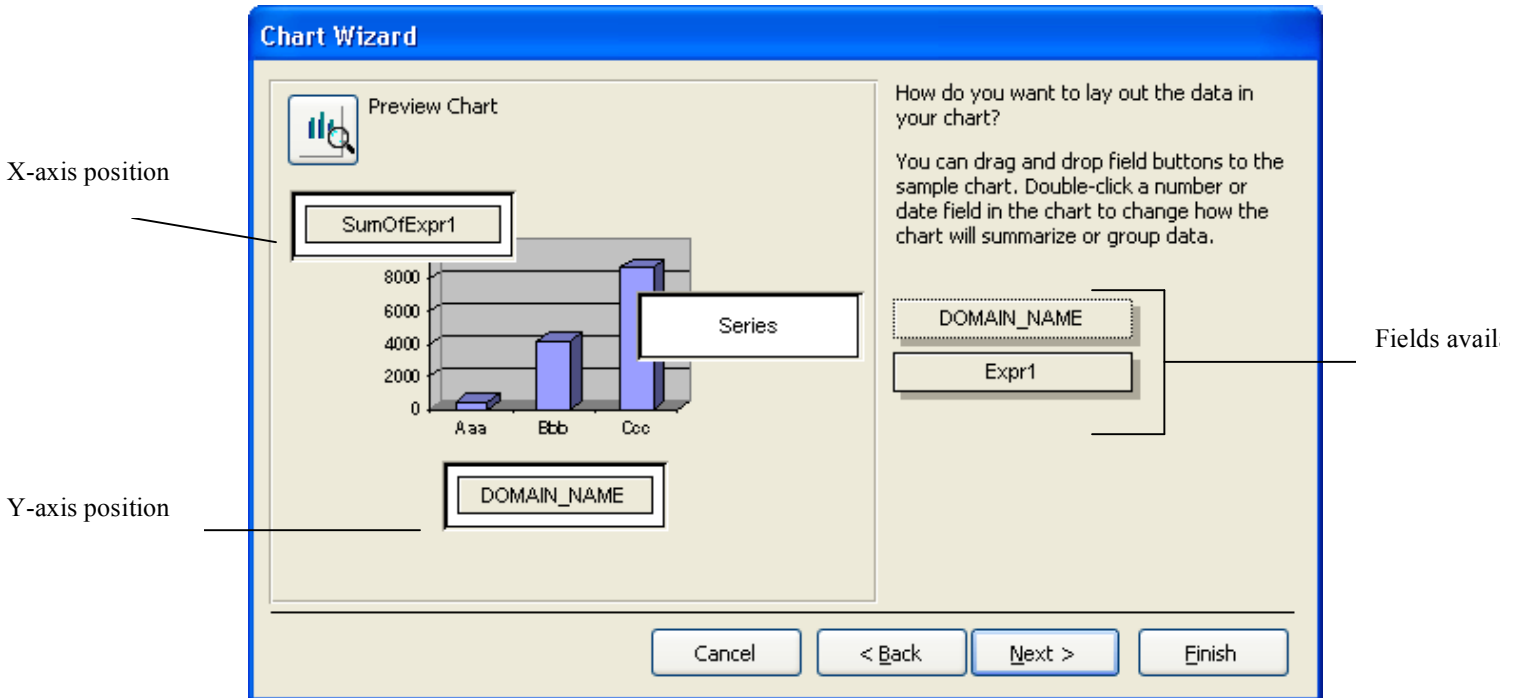 Chart Wizard
Preview Chart
How do you want to lay out the data in
your chart?
You can drag and drop field buttons to the
sample chart. Double-click a number or
date field in the chart to change how the
chart will summarize or group data.
X-axis position
SumOfExpr1
8000
6000
4000
2000
0
Aaa Bbb Ccc
Series
DOMAIN_NAME
Y-axis position
DOMAIN_NAME
Expr1
Fields
Cancel
< Back
Next >
Finish